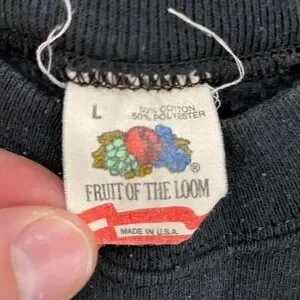 L
50% COTTON
50% POLYESTER
®
FRUIT OF THE LOOM
MADE IN U.S.A.